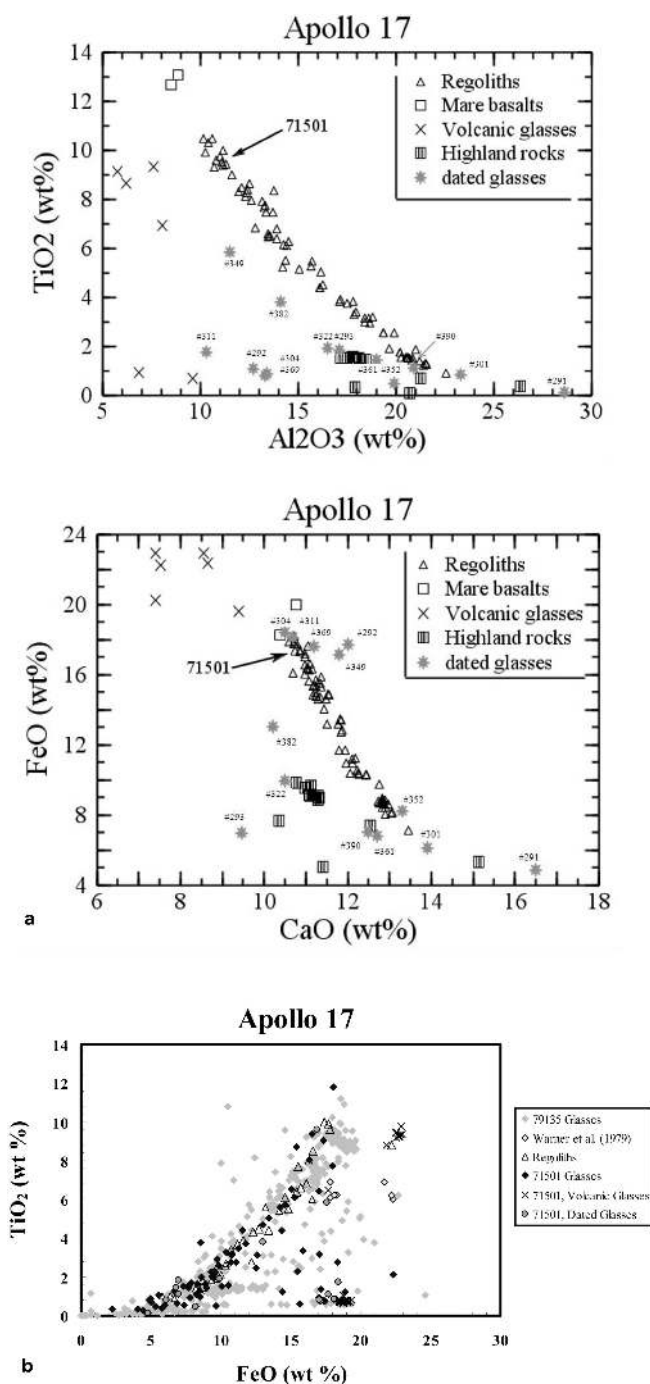 Apollo 17
14
12
10
8
6
4
2
0
TiO2 (wt%)
71501
Regoliths
Mare basalts
Volcanic glasses
Highland rocks
dated glasses
#349
#382
#311
#292
#304
#369
#322 #293
#390
#361 #352
#301
#291
5 10 15 20 25 30
Al2O3 (wt%)
Apollo 17
24
20
16
12
8
4
FeO (wt%)
71501
Regoliths
Mare basalts
Volcanic glasses
Highland rocks
dated glasses
#304 #311
#369 #292
#349
#382
#322
#293
#352
#390 #361
#301
#291
6 8 10 12 14 16 18
CaO (wt%)
a
Apollo 17
14
12
10
8
6
4
2
0
TiO₂ (wt %)
79135 Glasses
Warner et al. (1979)
Regoliths
71501 Glasses
71501, Volcanic Glasses
71501, Dated Glasses
0 5 10 15 20 25 30
FeO (wt %)
b